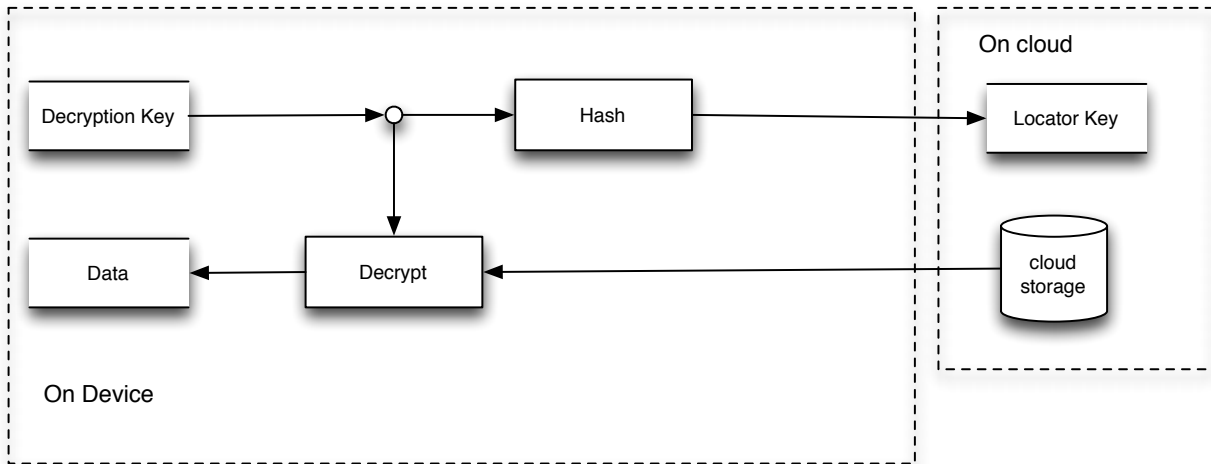 On cloud
Decryption Key
Hash
Locator Key
Data
Decrypt
cloud
storage
On Device